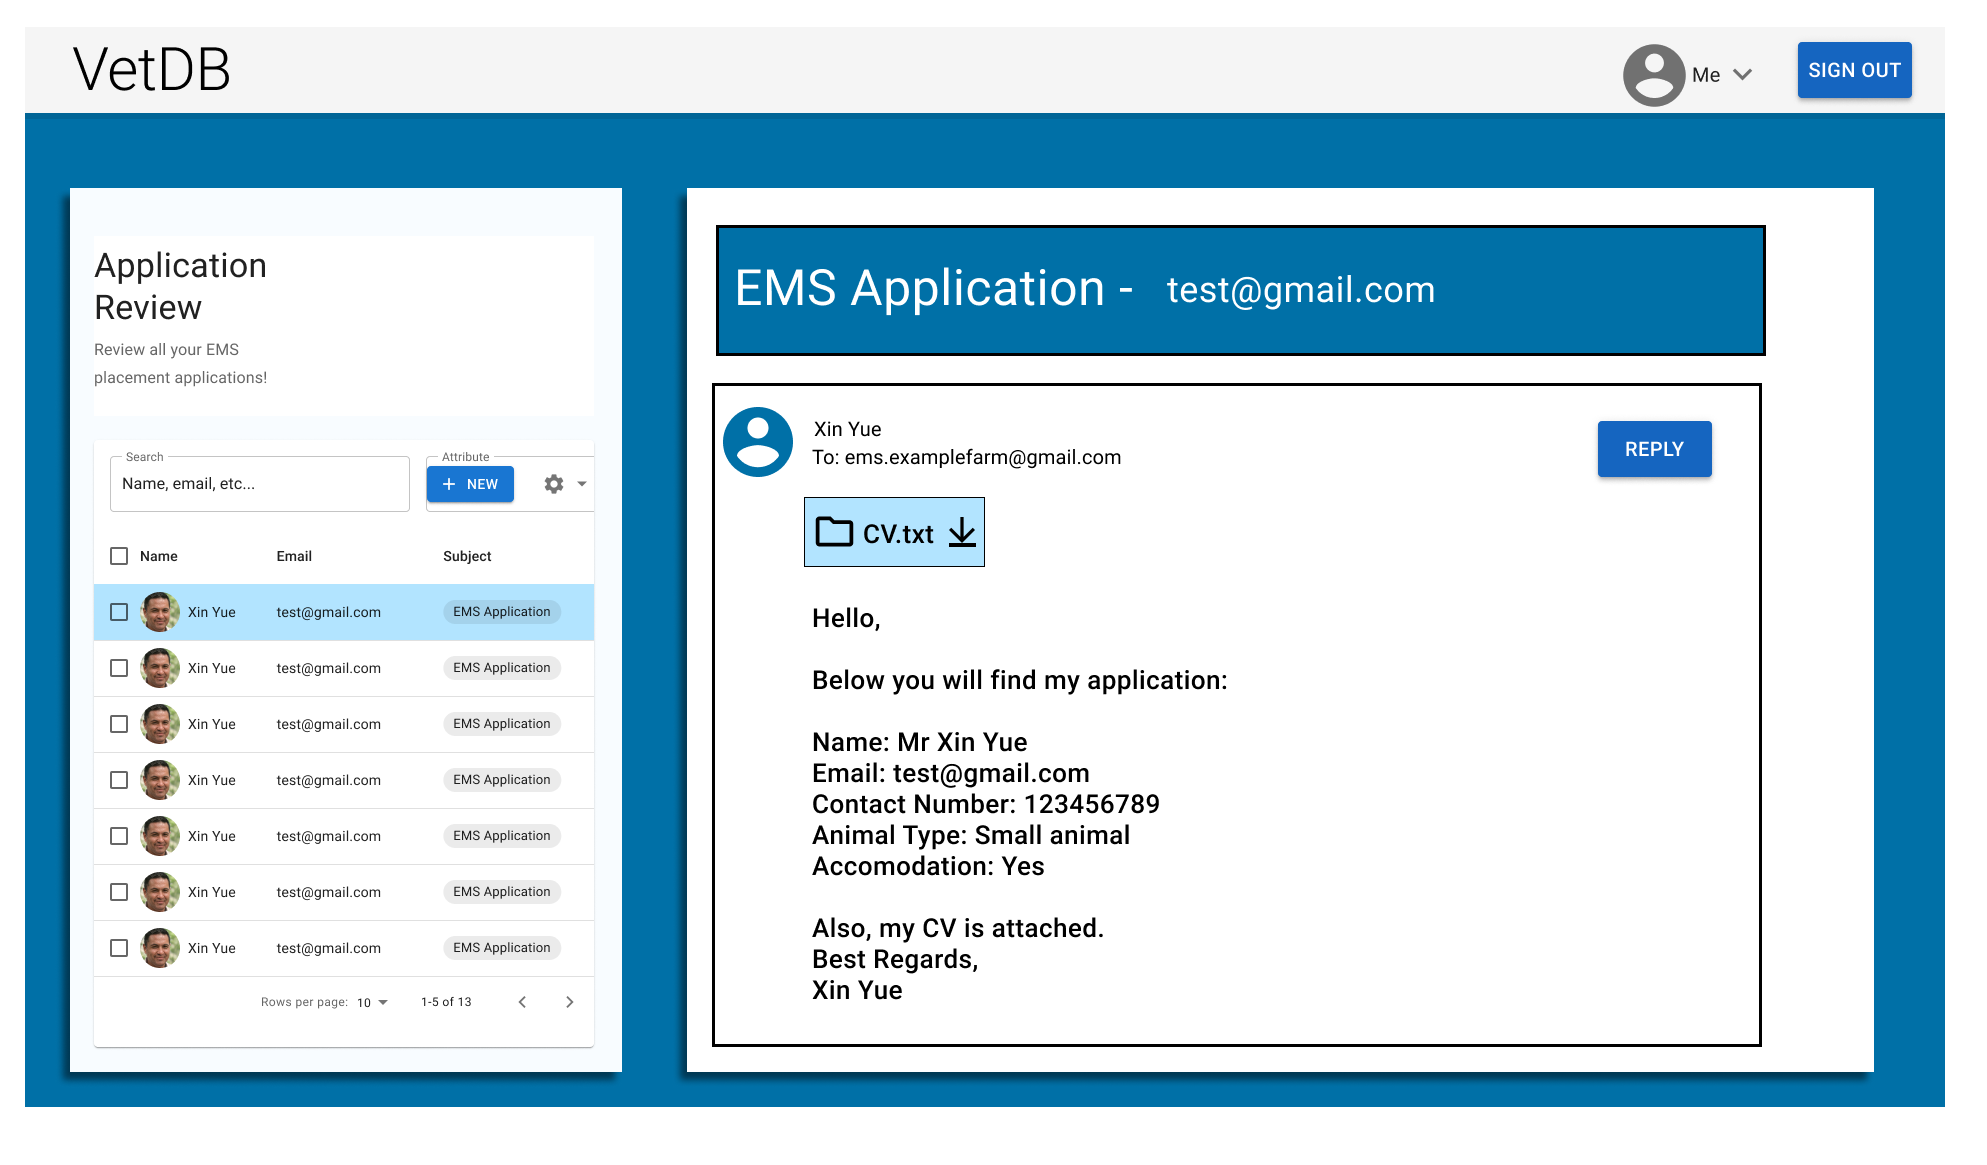 VetDB
Me
SIGN OUT
Application
Review
Review all your EMS
placement applications!
Search
Name, email, etc...
Attribute
+ NEW
Name Email Subject
Xin Yue test@gmail.com EMS Application
Xin Yue test@gmail.com EMS Application
Xin Yue test@gmail.com EMS Application
Xin Yue test@gmail.com EMS Application
Xin Yue test@gmail.com EMS Application
Xin Yue test@gmail.com EMS Application
Xin Yue test@gmail.com EMS Application
Rows per page: 10 1-5 of 13
EMS Application - test@gmail.com
Xin Yue
To: ems.examplefarm@gmail.com
REPLY
CV.txt
Hello,
Below you will find my application:
Name: Mr Xin Yue
Email: test@gmail.com
Contact Number: 123456789
Animal Type: Small animal
Accomodation: Yes
Also, my CV is attached.
Best Regards,
Xin Yue